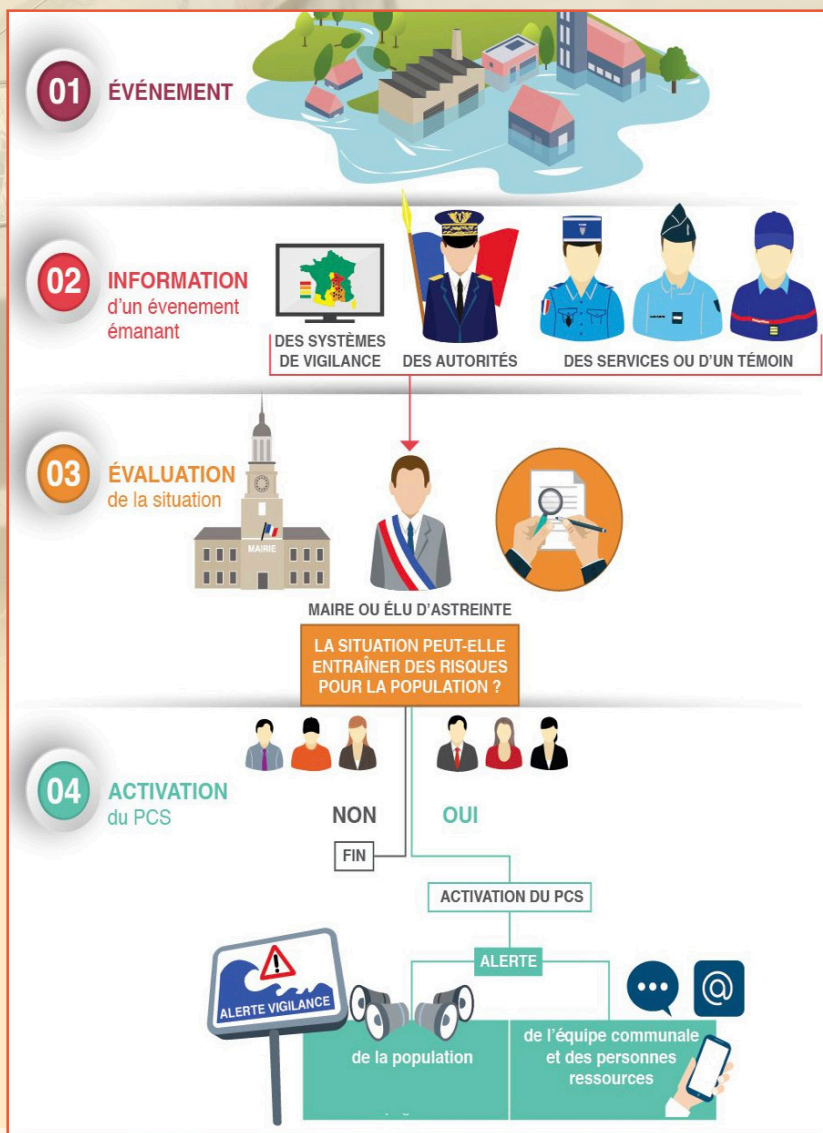 01
ÉVÉNEMENT
02
INFORMATION
d'un évenement
émanant
DES SYSTÈMES
DE VIGILANCE
DES AUTORITÉS
DES SERVICES OU D'UN TÉMOIN
03
ÉVALUATION
de la situation
MAIRIE
MAIRE OU ÉLU D'ASTREINTE
LA SITUATION PEUT-ELLE
ENTRAÎNER DES RISQUES
POUR LA POPULATION ?
04
ACTIVATION
du PCS
NON
OUI
FIN
ACTIVATION DU PCS
ALERTE
ALERTE VIGILANCE
@
de la population
de l'équipe communale
et des personnes
ressources